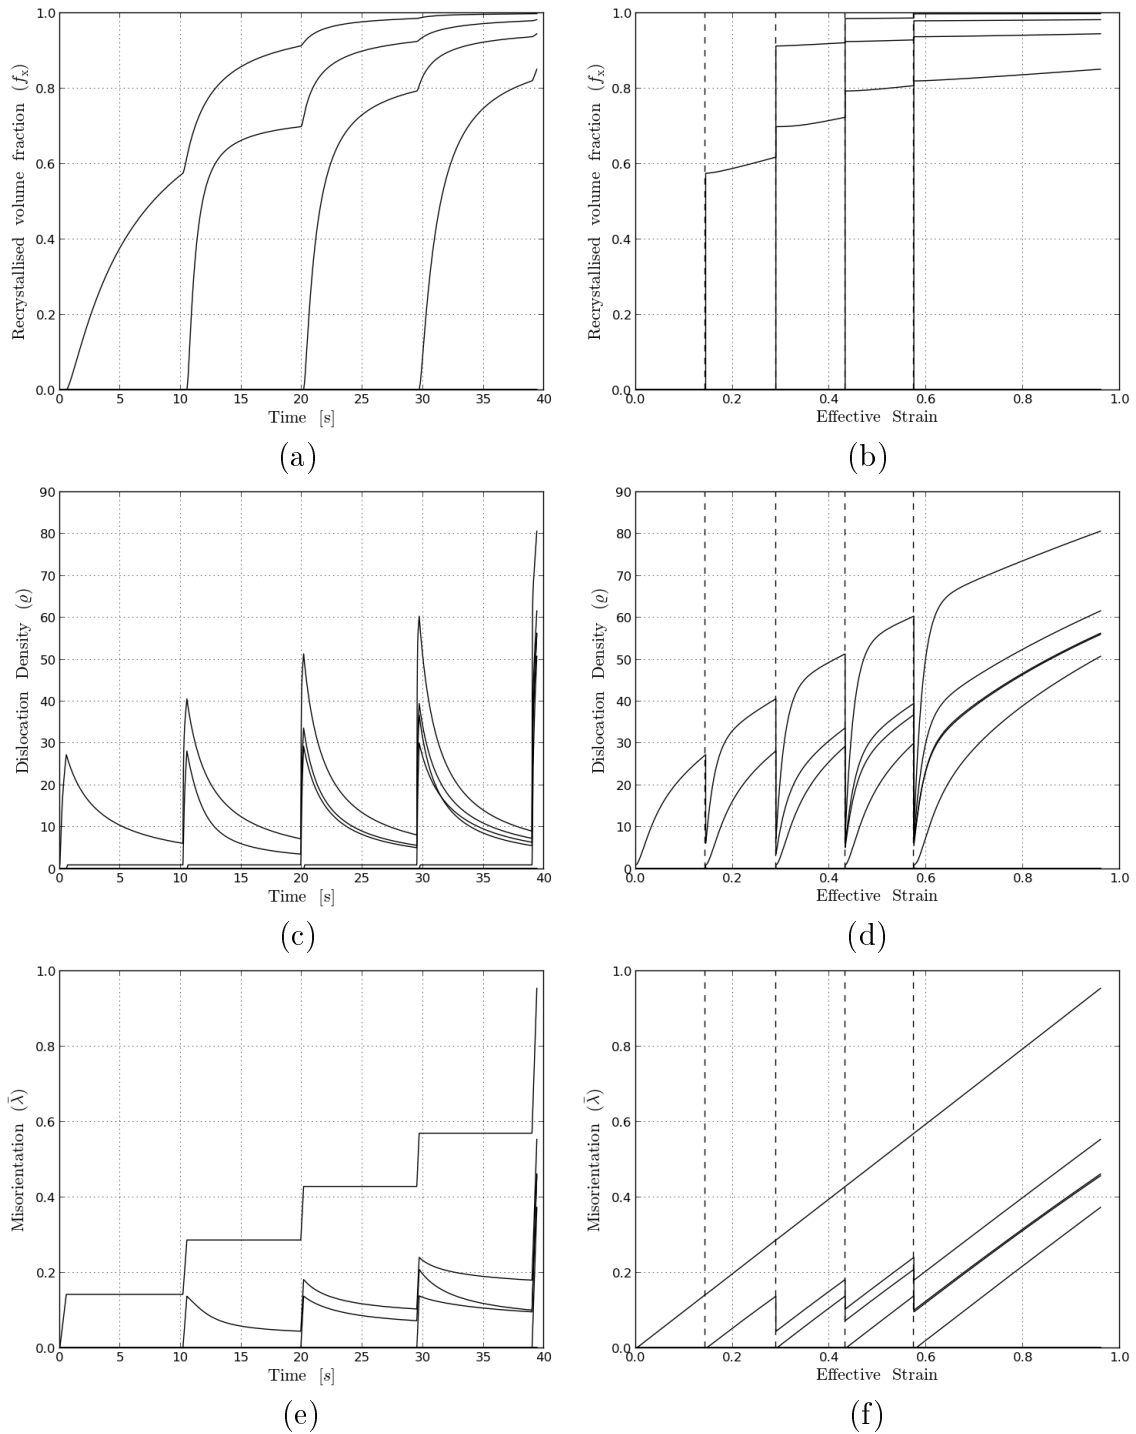 Recrystallised volume fraction (fₓ)
1.0
0.8
0.6
0.4
0.2
0.0
0 5 10 15 20 25 30 35 40
Time [s]
(a)
Recrystallised volume fraction (fₓ)
1.0
0.8
0.6
0.4
0.2
0.0
0.0 0.2 0.4 0.6 0.8 1.0
Effective Strain
(b)
Dislocation Density (ϱ)
90
80
70
60
50
40
30
20
10
0
0 5 10 15 20 25 30 35 40
Time [s]
(c)
Dislocation Density (ϱ)
90
80
70
60
50
40
30
20
10
0
0.0 0.2 0.4 0.6 0.8 1.0
Effective Strain
(d)
Misorientation (λ̄)
1.0
0.8
0.6
0.4
0.2
0.0
0 5 10 15 20 25 30 35 40
Time [s]
(e)
Misorientation (λ̄)
1.0
0.8
0.6
0.4
0.2
0.0
0.0 0.2 0.4 0.6 0.8 1.0
Effective Strain
(f)